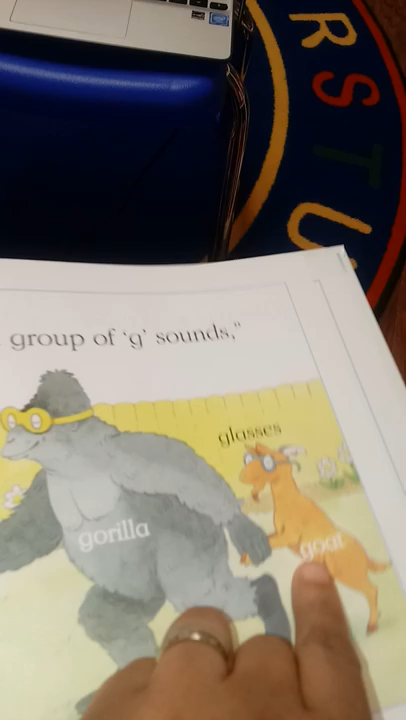 R
S
T
U
group of ‘g’ sounds,”
glasses
gorilla
goat